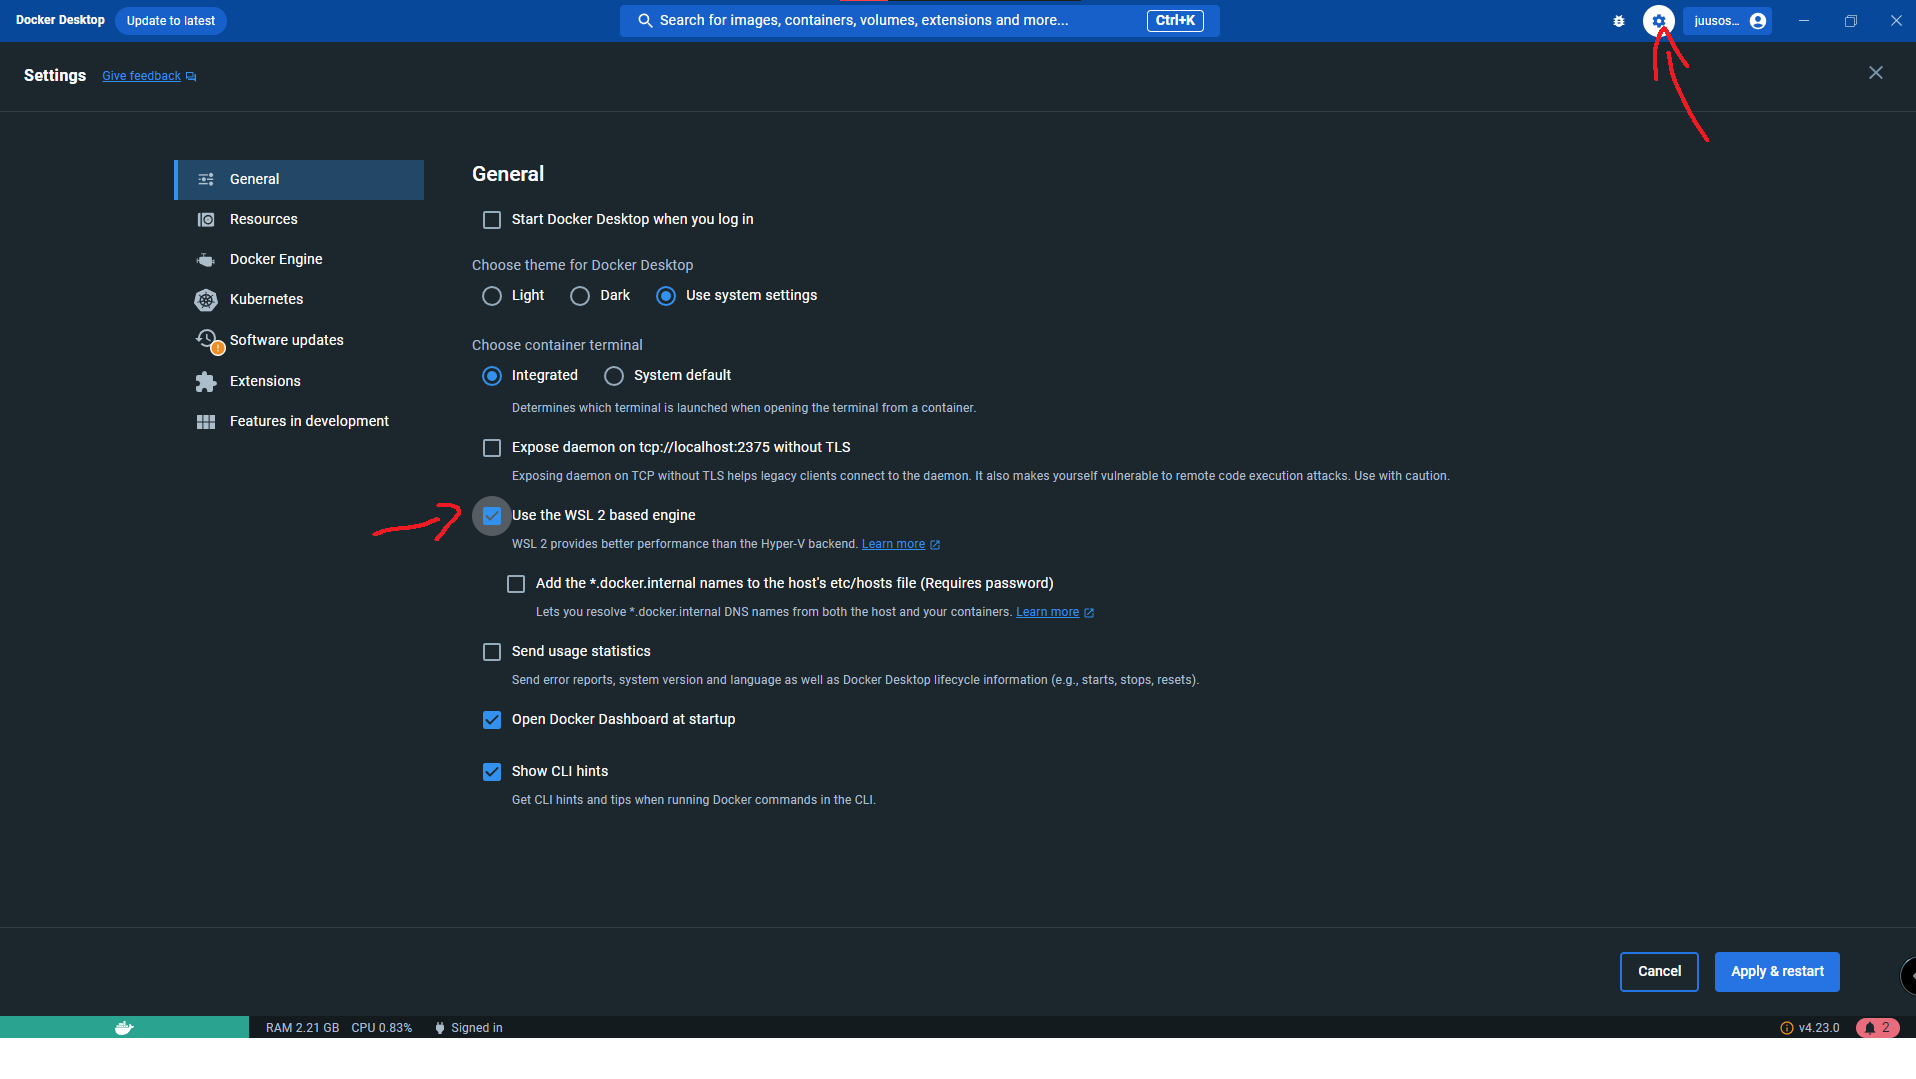 Docker Desktop Update to latest Search for images, containers, volumes, extensions and more... Ctrl+K juusos...
Settings Give feedback
General
Resources
Docker Engine
Kubernetes
Software updates
Extensions
Features in development
General
Start Docker Desktop when you log in
Choose theme for Docker Desktop
Light Dark Use system settings
Choose container terminal
Integrated System default
Determines which terminal is launched when opening the terminal from a container.
Expose daemon on tcp://localhost:2375 without TLS
Exposing daemon on TCP without TLS helps legacy clients connect to the daemon. It also makes yourself vulnerable to remote code execution attacks. Use with caution.
Use the WSL 2 based engine
WSL 2 provides better performance than the Hyper-V backend. Learn more
Add the *.docker.internal names to the host's etc/hosts file (Requires password)
Lets you resolve *.docker.internal DNS names from both the host and your containers. Learn more
Send usage statistics
Send error reports, system version and language as well as Docker Desktop lifecycle information (e.g., starts, stops, resets).
Open Docker Dashboard at startup
Show CLI hints
Get CLI hints and tips when running Docker commands in the CLI.
Cancel Apply & restart
RAM 2.21 GB CPU 0.83% Signed in v4.23.0 2